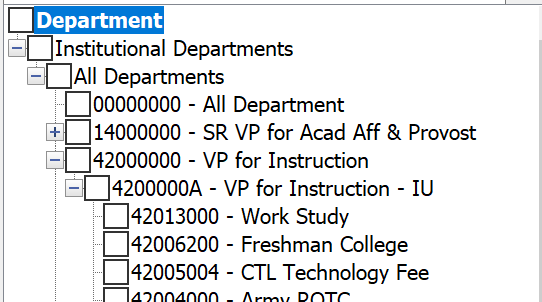 Department
Institutional Departments
All Departments
00000000 - All Department
14000000 - SR VP for Acad Aff & Provost
42000000 - VP for Instruction
4200000A - VP for Instruction - IU
42013000 - Work Study
42006200 - Freshman College
42005004 - CTL Technology Fee
42004000 - Army ROTC